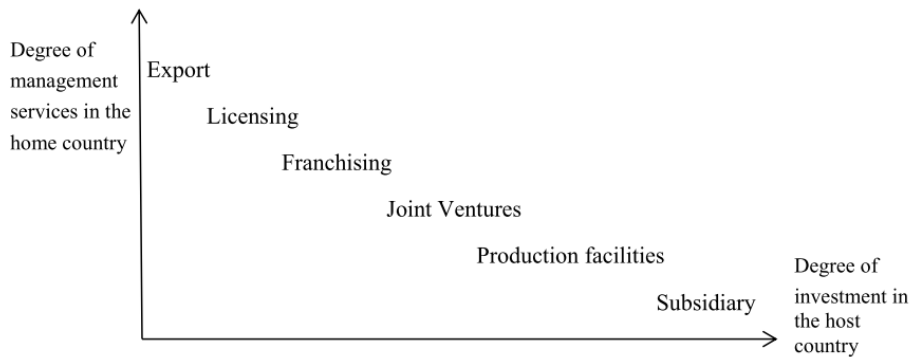 Degree of
management
services in the
home country
Export
Licensing
Franchising
Joint Ventures
Production facilities
Subsidiary
Degree of
investment in
the host
country